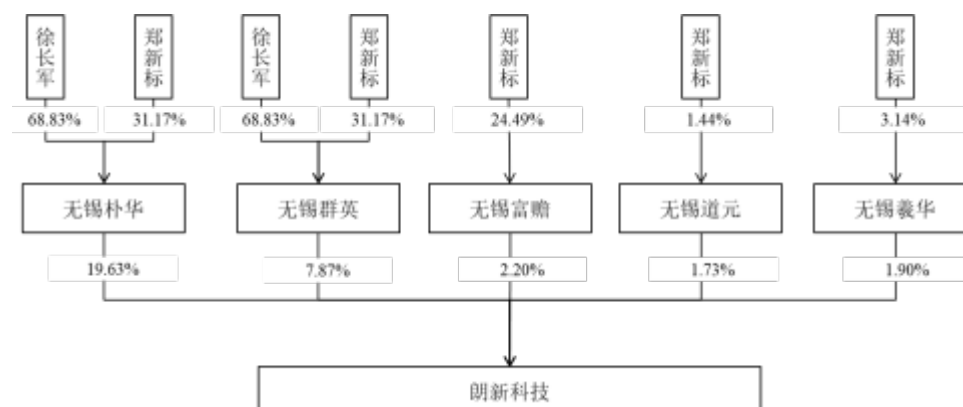 徐长军
郑新标
徐长军
郑新标
郑新标
郑新标
郑新标
68.83%
31.17%
68.83%
31.17%
24.49%
1.44%
3.14%
无锡朴华
无锡群英
无锡富赡
无锡道元
无锡羲华
19.63%
7.87%
2.20%
1.73%
1.90%
朗新科技